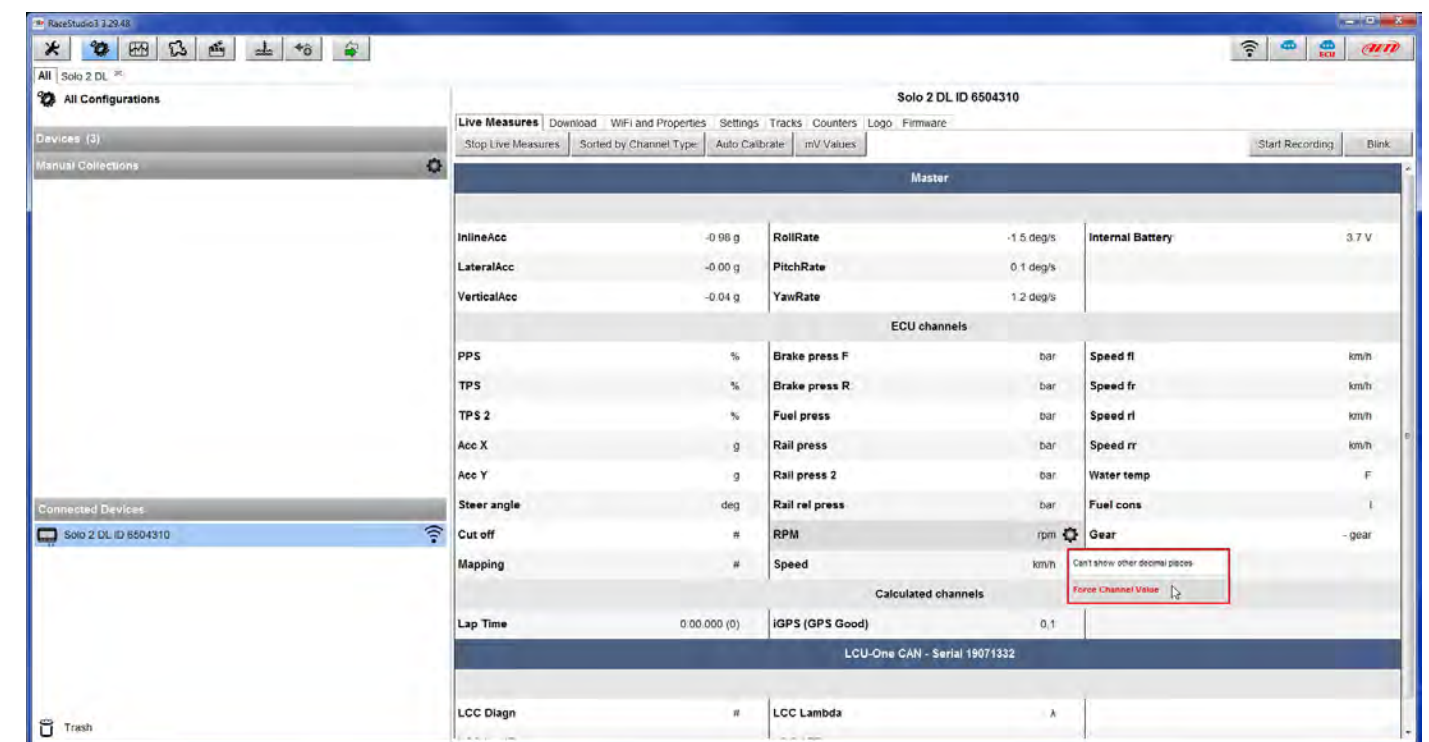 RaceStudio3 3.29.48
ECU
All Solo 2 DL
All Configurations
Solo 2 DL ID 6504310
Devices (3)
Manual Collections
Live Measures Download WiFi and Properties Settings Tracks Counters Logo Firmware
Stop Live Measures Sorted by Channel Type Auto Calibrate mV Values Start Recording Blink
Master
InlineAcc -0.98 g RollRate -1.5 deg/s Internal Battery 3.7 V
LateralAcc -0.00 g PitchRate 0.1 deg/s
VerticalAcc -0.04 g YawRate 1.2 deg/s
ECU channels
PPS % Brake press F bar Speed fl km/h
TPS % Brake press R bar Speed fr km/h
TPS 2 % Fuel press bar Speed rl km/h
Acc X g Rail press bar Speed rr km/h
Acc Y g Rail press 2 bar Water temp F
Steer angle deg Rail rel press bar Fuel cons l
Cut off # RPM rpm Gear - gear
Mapping # Speed km/h
Can't show other decimal places
Force Channel Value
Calculated channels
Lap Time 0:00.000 (0) iGPS (GPS Good) 0,1
LCU-One CAN - Serial 19071332
LCC Diagn # LCC Lambda λ
Connected Devices
Solo 2 DL ID 6504310
Trash